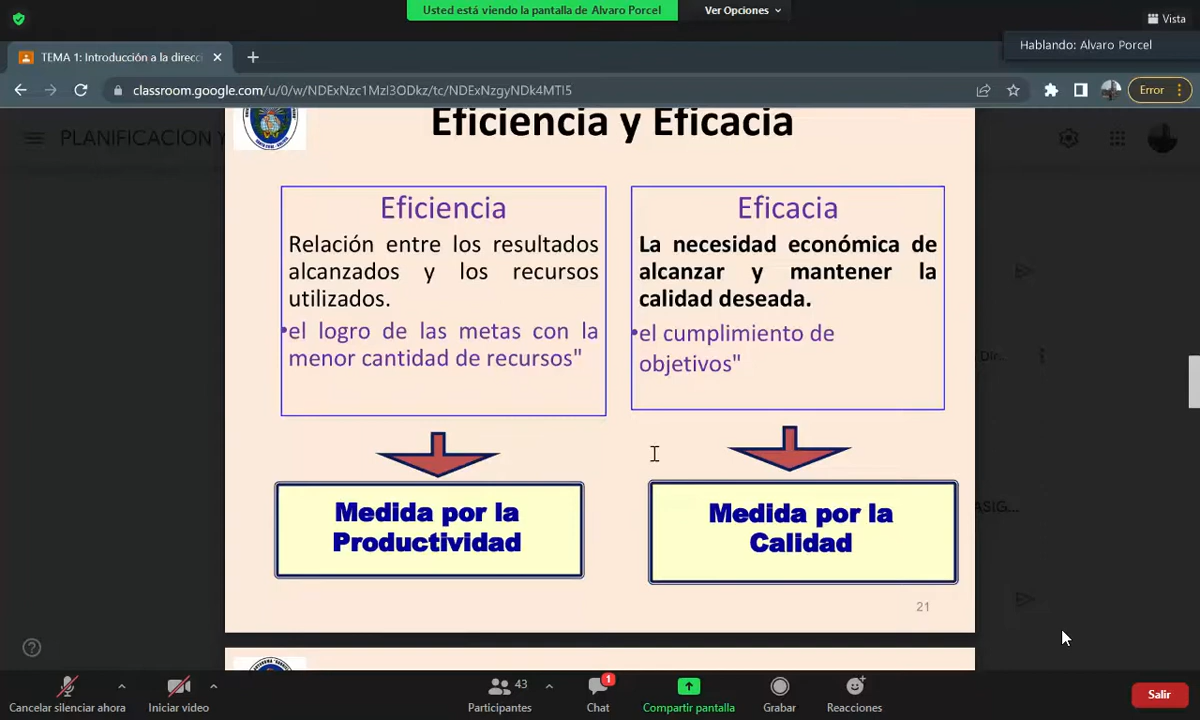 Usted está viendo la pantalla de Alvaro Porcel
Ver Opciones
Vista
Hablando: Alvaro Porcel
TEMA 1: Introducción a la direcc
classroom.google.com/u/0/w/NDExNzc1MzI3ODkz/tc/NDExNzgyNDk4MTI5
Error
PLANIFICACION Y
Eficiencia y Eficacia
Eficiencia
Relación entre los resultados
alcanzados y los recursos
utilizados.
•el logro de las metas con la
menor cantidad de recursos"
Eficacia
La necesidad económica de
alcanzar y mantener la
calidad deseada.
•el cumplimiento de
objetivos"
Medida por la
Productividad
Medida por la
Calidad
21
Cancelar silenciar ahora
Iniciar video
43
Participantes
1
Chat
Compartir pantalla
Grabar
Reacciones
Salir